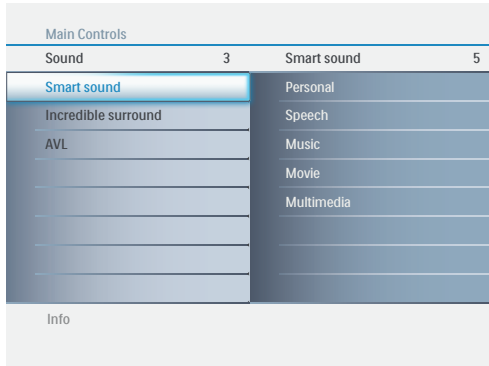 Main Controls
Sound 3 Smart sound 5
Smart sound Personal
Incredible surround Speech
AVL Music
Movie
Multimedia
Info